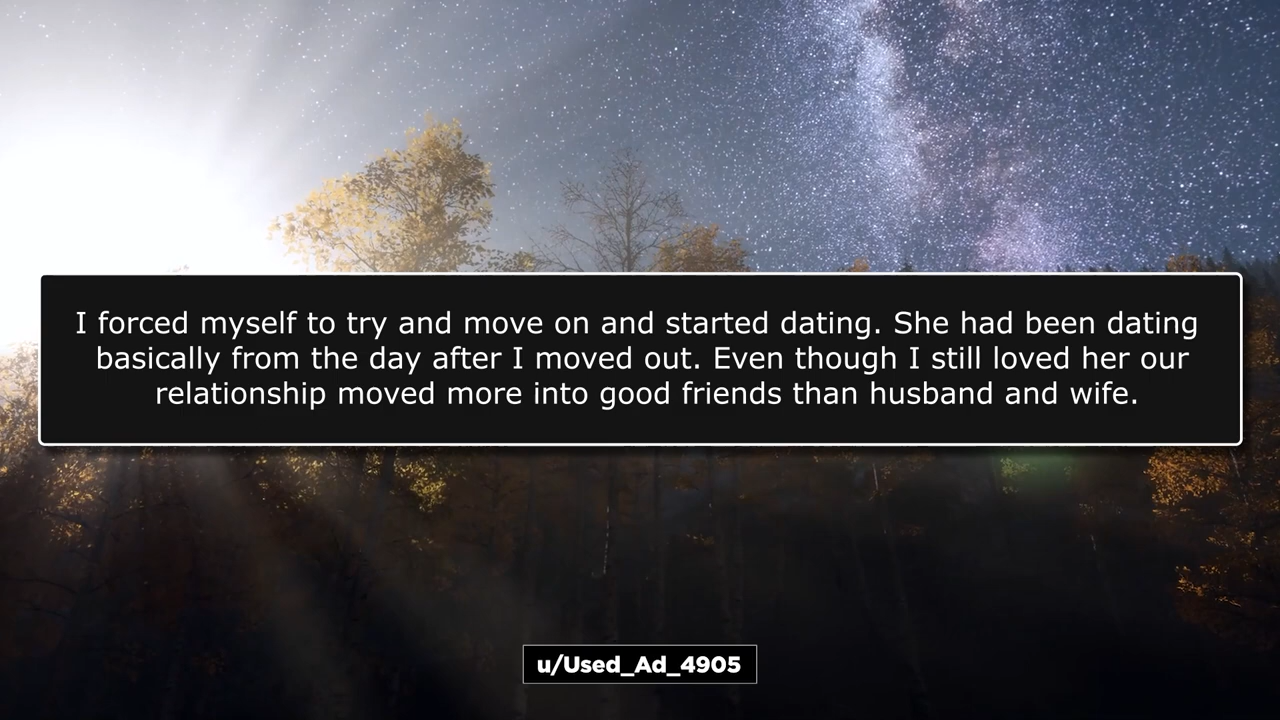 I forced myself to try and move on and started dating. She had been dating
basically from the day after I moved out. Even though I still loved her our
relationship moved more into good friends than husband and wife.
u/Used_Ad_4905